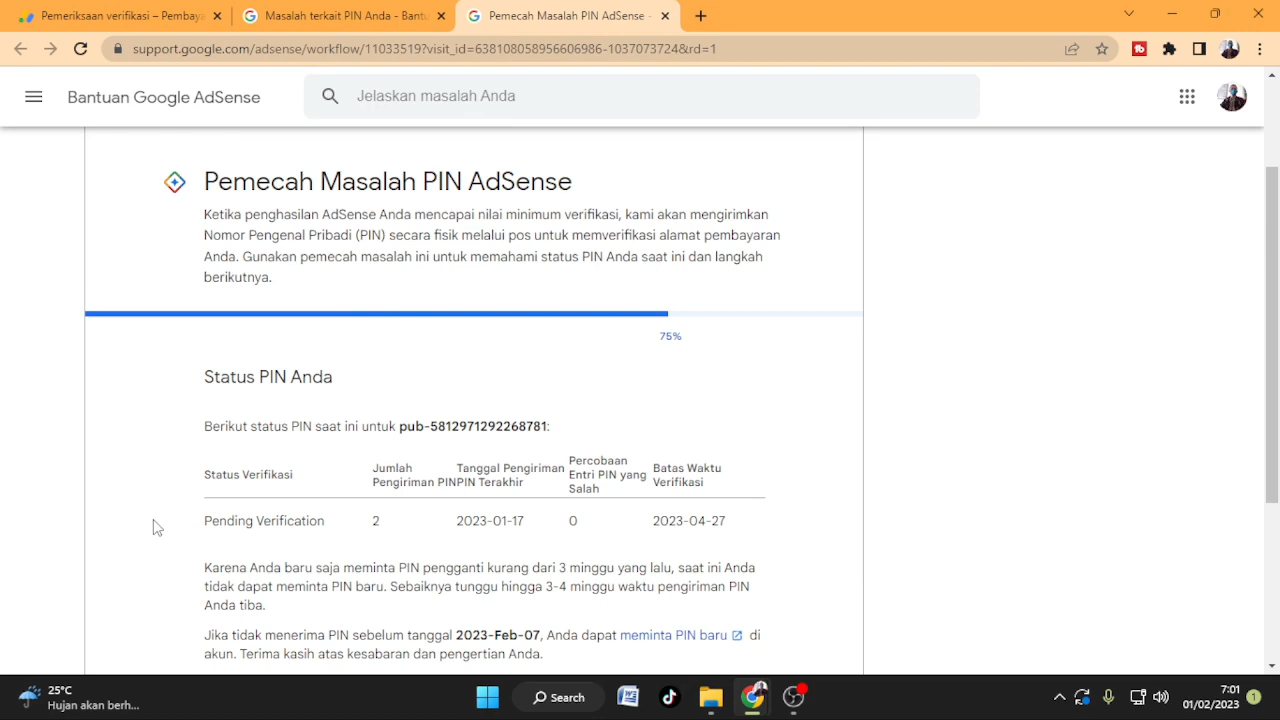 Pemeriksaan verifikasi – Pembaya
Masalah terkait PIN Anda - Bantu
Pemecah Masalah PIN AdSense -
support.google.com/adsense/workflow/11033519?visit_id=638108058956606986-1037073724&rd=1
Bantuan Google AdSense
Jelaskan masalah Anda
Pemecah Masalah PIN AdSense
Ketika penghasilan AdSense Anda mencapai nilai minimum verifikasi, kami akan mengirimkan
Nomor Pengenal Pribadi (PIN) secara fisik melalui pos untuk memverifikasi alamat pembayaran
Anda. Gunakan pemecah masalah ini untuk memahami status PIN Anda saat ini dan langkah
berikutnya.
75%
Status PIN Anda
Berikut status PIN saat ini untuk pub-5812971292268781:
Status Verifikasi
Jumlah
Pengiriman PIN
Tanggal Pengiriman
PIN Terakhir
Percobaan
Entri PIN yang
Salah
Batas Waktu
Verifikasi
Pending Verification 2 2023-01-17 0 2023-04-27
Karena Anda baru saja meminta PIN pengganti kurang dari 3 minggu yang lalu, saat ini Anda
tidak dapat meminta PIN baru. Sebaiknya tunggu hingga 3-4 minggu waktu pengiriman PIN
Anda tiba.
Jika tidak menerima PIN sebelum tanggal 2023-Feb-07, Anda dapat meminta PIN baru di
akun. Terima kasih atas kesabaran dan pengertian Anda.
25°C
Hujan akan berh...
Search
7:01
01/02/2023
1